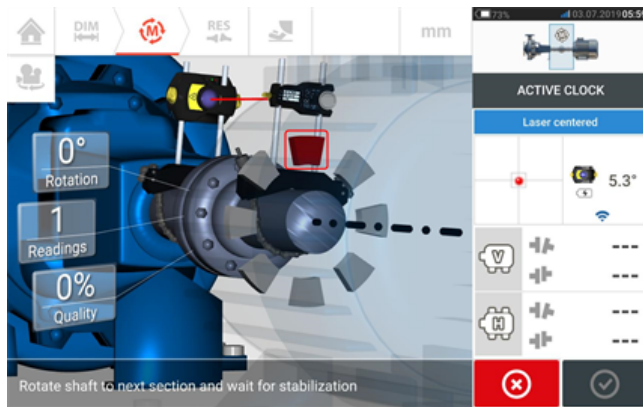 DIM
M
RES
mm
73%
03.07.2019 05:59
ACTIVE CLOCK
Laser centered
5.3°
0°
Rotation
1
Readings
0%
Quality
V
---
---
H
---
---
Rotate shaft to next section and wait for stabilization